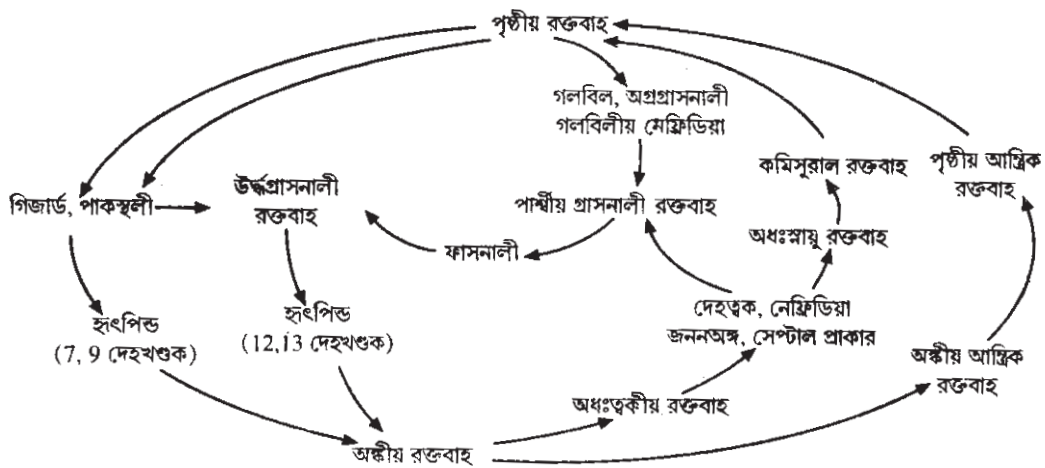 পৃষ্ঠীয় রক্তবাহ
গলবিল, অগ্রগ্রাসনালী
গলবিলীয় নেফ্রিডিয়া
কমিসুরাল রক্তবাহ
পৃষ্ঠীয় আন্ত্রিক
রক্তবাহ
গিজার্ড, পাকস্থলী
উর্দ্ধগ্রাসনালী
রক্তবাহ
পার্শ্বীয় গ্রাসনালী রক্তবাহ
অধঃস্নায়ু রক্তবাহ
ফাসনালী
হৃৎপিন্ড
(7, 9 দেহখণ্ডক)
হৃৎপিন্ড
(12,13 দেহখণ্ডক)
দেহত্বক, নেফ্রিডিয়া
জননঅঙ্গ, সেপ্টাল প্রাকার
অঙ্কীয় আন্ত্রিক
রক্তবাহ
অধঃত্বকীয় রক্তবাহ
অঙ্কীয় রক্তবাহ